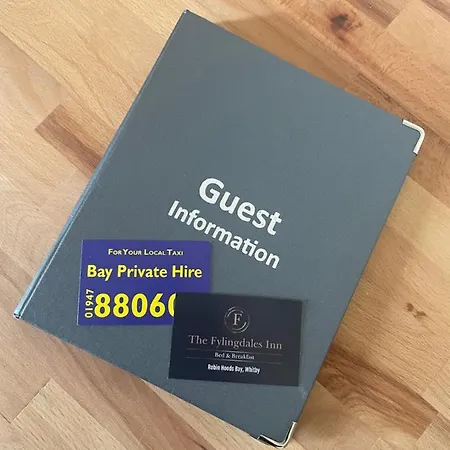 Guest
Information
FOR YOUR LOCAL TAXI
Bay Private Hire
01947
88060
F
The Fylingdales Inn
Bed & Breakfast
Robin Hoods Bay, Whitby